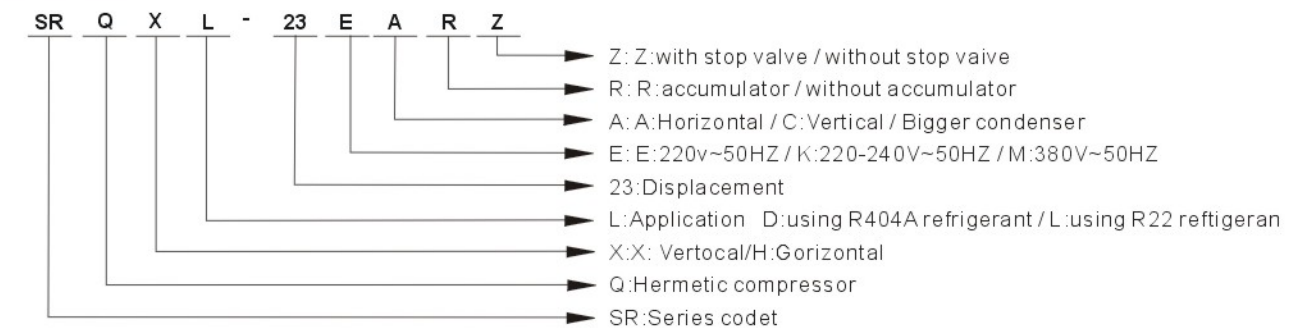 SR Q X L - 23 E A R Z
Z: Z:with stop valve / without stop vaive
R: R:accumulator / without accumulator
A: A:Horizontal / C:Vertical / Bigger condenser
E: E:220v~50HZ / K:220-240V~50HZ / M:380V~50HZ
23:Displacement
L:Application D:using R404A refrigerant / L:using R22 reftigeran
X:X: Vertocal/H:Gorizontal
Q:Hermetic compressor
SR:Series codet